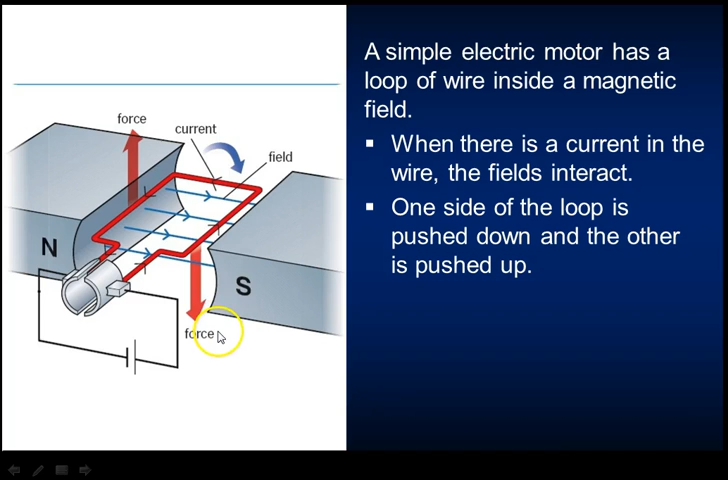 A simple electric motor has a
loop of wire inside a magnetic
field.
▪ When there is a current in the
wire, the fields interact.
▪ One side of the loop is
pushed down and the other
is pushed up.
force
current
field
N
S
force